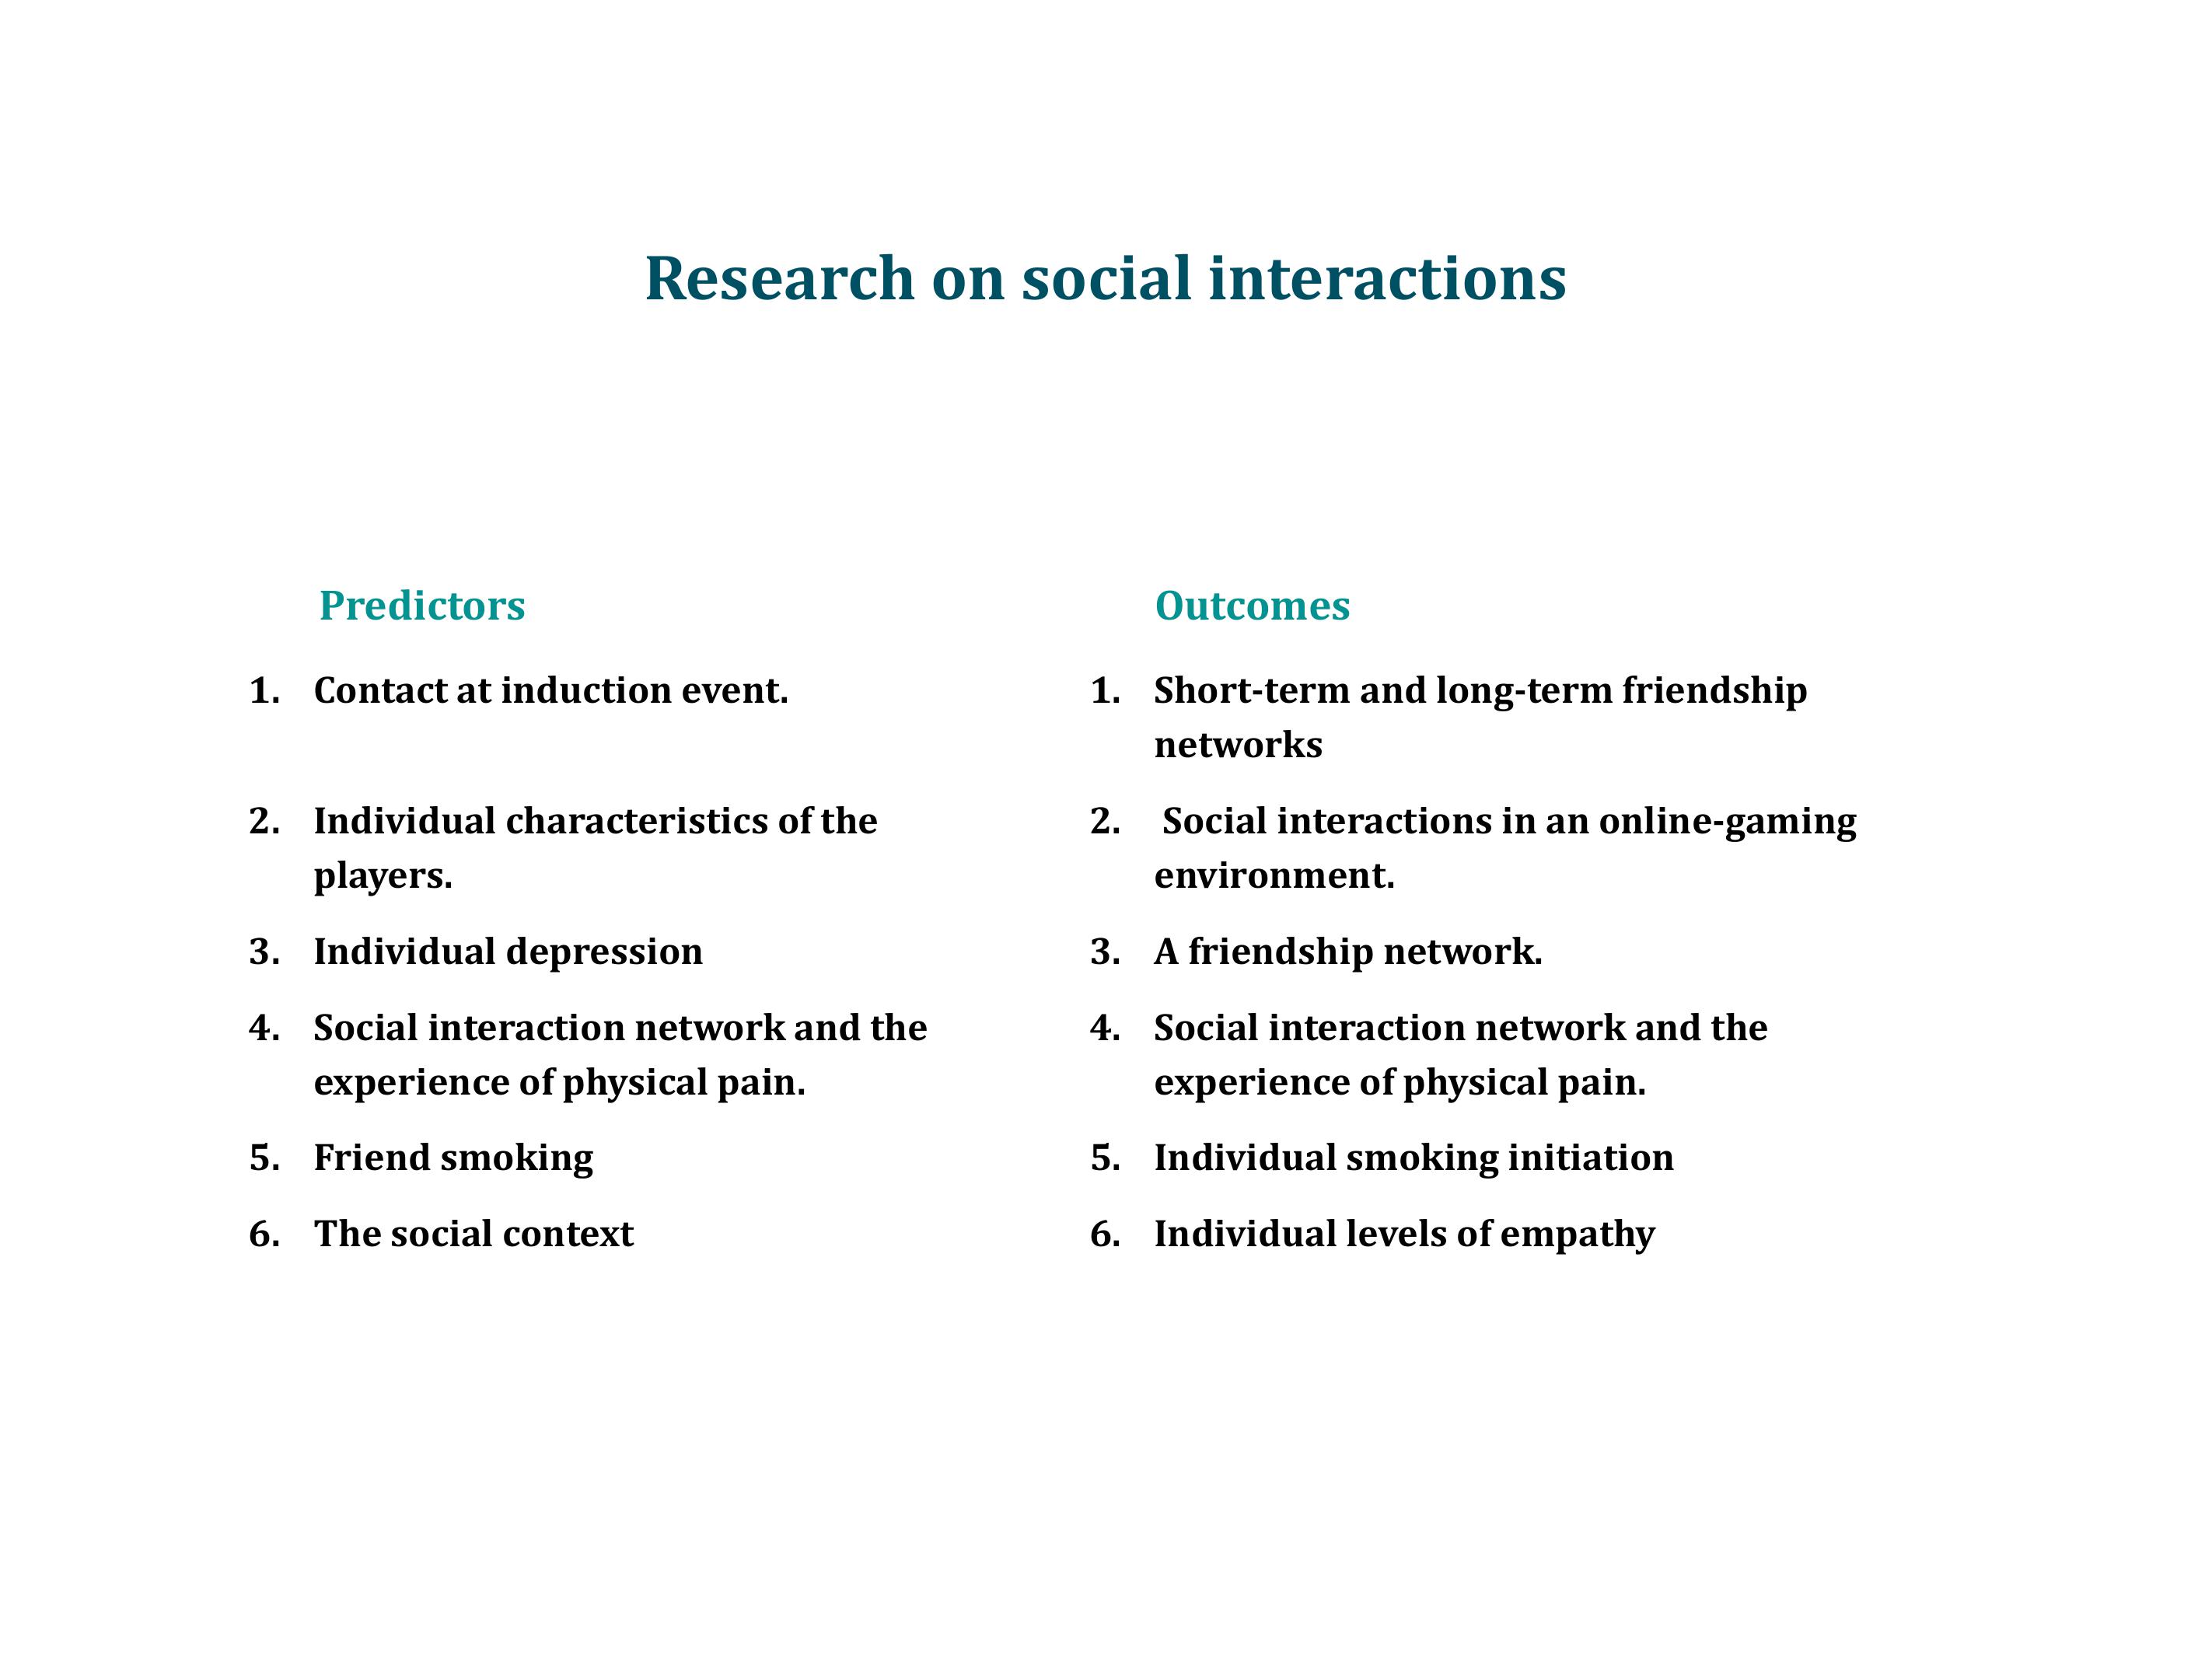 Research on social interactions
Predictors
1. Contact at induction event.
2. Individual characteristics of the
players.
3. Individual depression
4. Social interaction network and the
experience of physical pain.
5. Friend smoking
6. The social context
Outcomes
1. Short-term and long-term friendship
networks
2. Social interactions in an online-gaming
environment.
3. A friendship network.
4. Social interaction network and the
experience of physical pain.
5. Individual smoking initiation
6. Individual levels of empathy